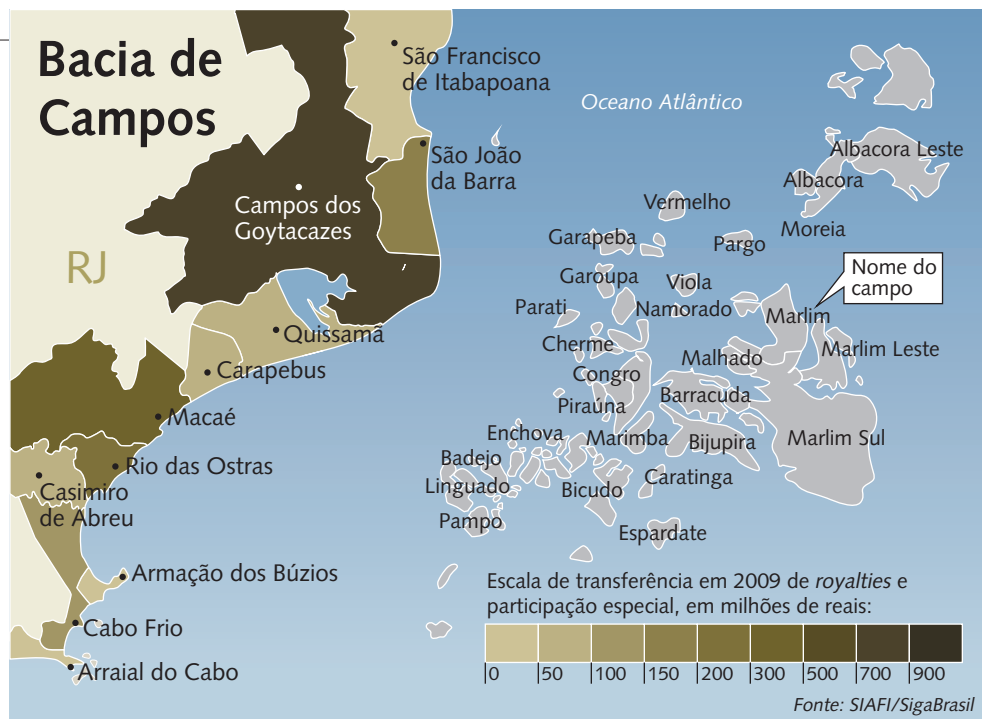 Bacia de
Campos
São Francisco
de Itabapoana
Oceano Atlântico
São João
da Barra
Albacora Leste
Albacora
Campos dos
Goytacazes
Vermelho
Moreia
Garapeba
Pargo
RJ
Nome do
campo
Garoupa
Viola
Parati
Namorado
Marlim
Quissamã
Cherme
Malhado
Marlim Leste
Carapebus
Congro
Barracuda
Piraúna
Macaé
Enchova
Marimba
Bijupira
Marlim Sul
Rio das Ostras
Badejo
Linguado
Caratinga
Bicudo
Casimiro
de Abreu
Pampo
Espardate
Armação dos Búzios
Escala de transferência em 2009 de royalties e
participação especial, em milhões de reais:
Cabo Frio
Arraial do Cabo
0 50 100 150 200 300 500 700 900
Fonte: SIAFI/SigaBrasil